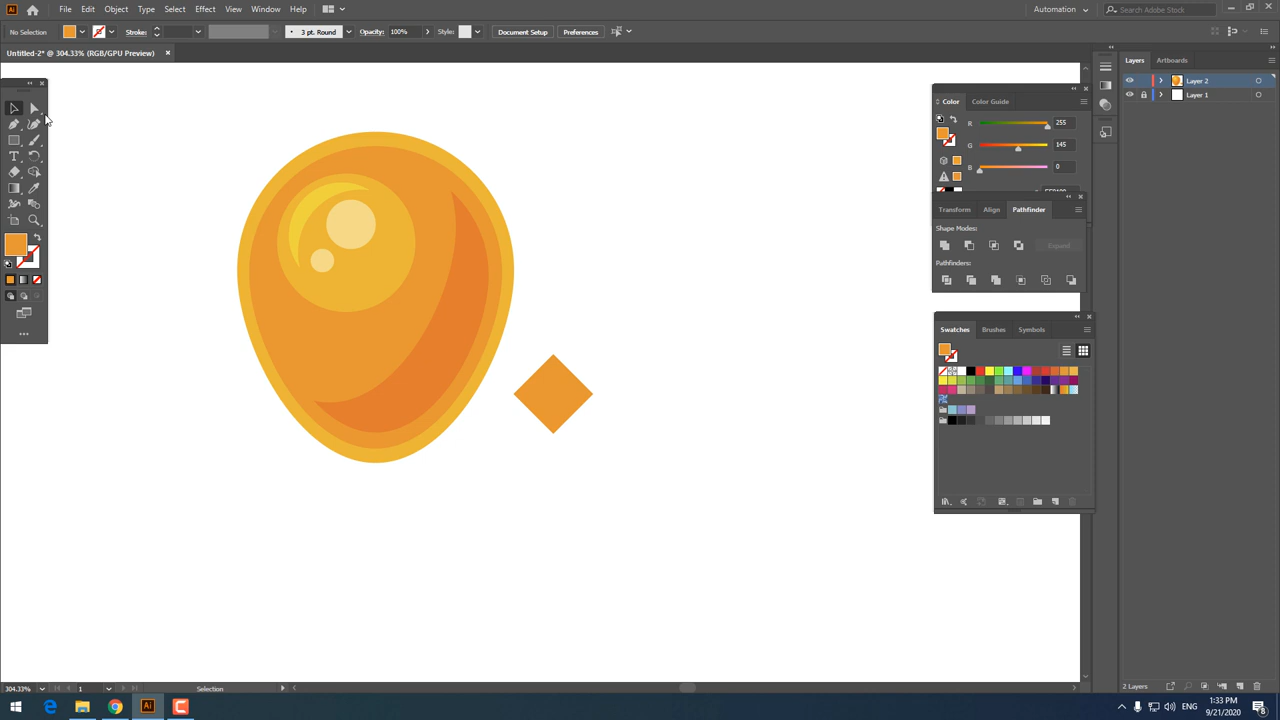 Ai File Edit Object Type Select Effect View Window Help Automation Search Adobe Stock
No Selection Stroke: 3 pt. Round Opacity: 100% Style: Document Setup Preferences
Untitled-2* @ 304.33% (RGB/GPU Preview)
Layers Artboards
Layer 2
Layer 1
Color Color Guide
R 255
G 145
B 0
Transform Align Pathfinder
Shape Modes:
Expand
Pathfinders:
Swatches Brushes Symbols
304.33% 1 Selection
2 Layers
Ai
ENG
1:33 PM
9/21/2020